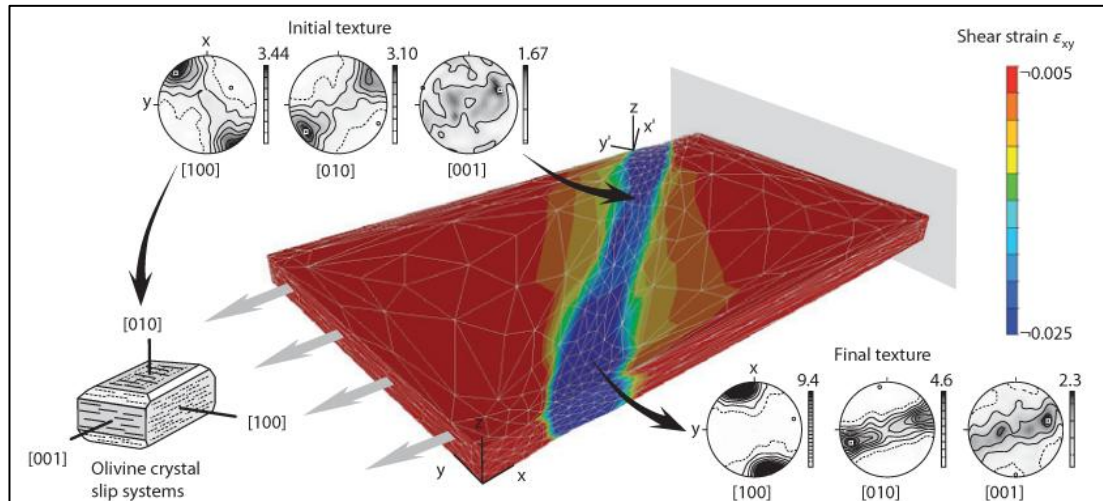 Initial texture
x
3.44
3.10
1.67
y
[100]
[010]
[001]
Shear strain εxy
¬0.005
¬0.025
z
y'
x'
[010]
[100]
[001]
Olivine crystal
slip systems
z
y
x
Final texture
x
9.4
4.6
2.3
y
[100]
[010]
[001]